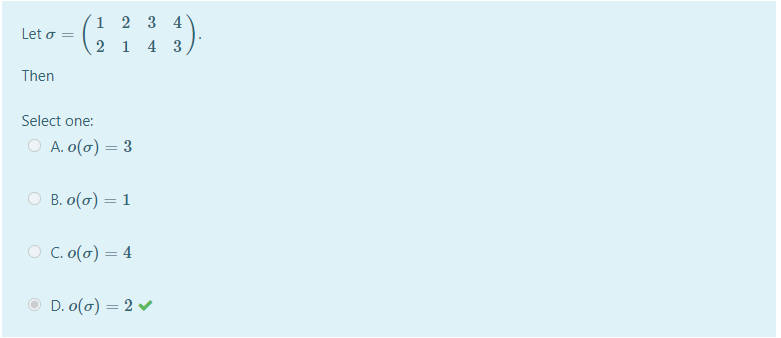 Let σ = ( 1 2 3 4
2 1 4 3 ).
Then
Select one:
A. o(σ) = 3
B. o(σ) = 1
C. o(σ) = 4
D. o(σ) = 2 ✔